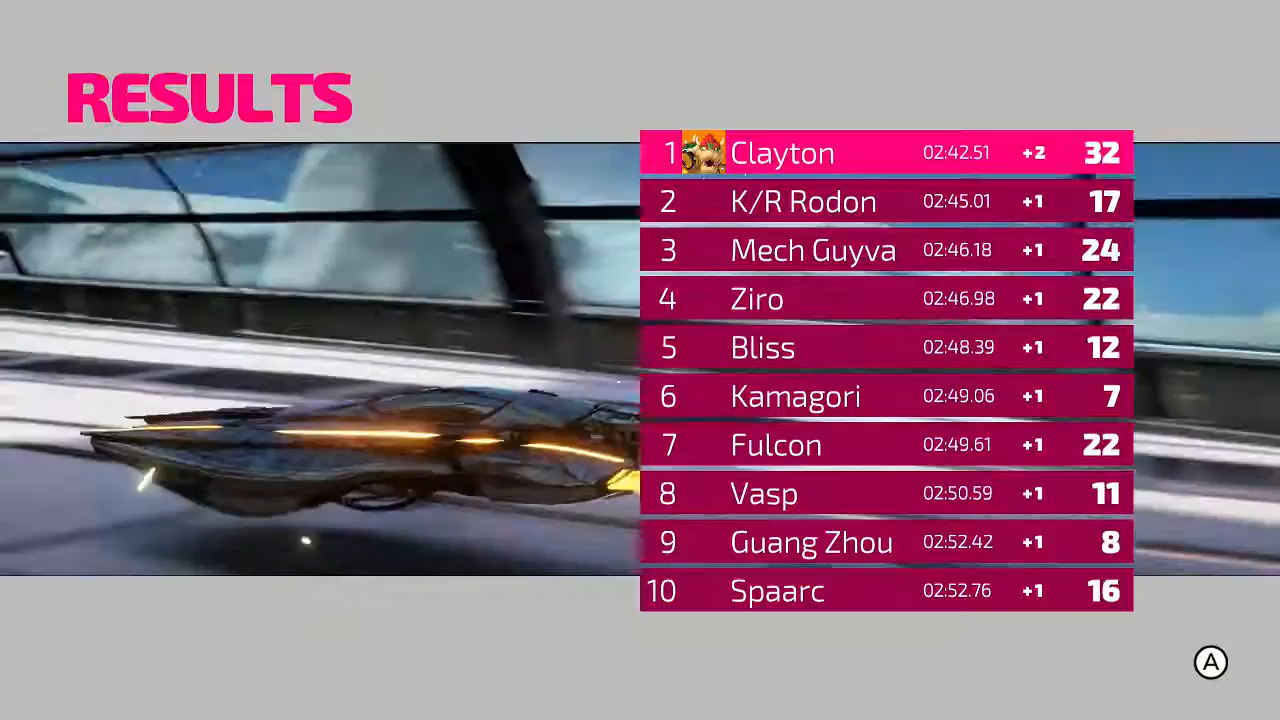 RESULTS
1 Clayton 02:42.51 +2 32
2 K/R Rodon 02:45.01 +1 17
3 Mech Guyva 02:46.18 +1 24
4 Ziro 02:46.98 +1 22
5 Bliss 02:48.39 +1 12
6 Kamagori 02:49.06 +1 7
7 Fulcon 02:49.61 +1 22
8 Vasp 02:50.59 +1 11
9 Guang Zhou 02:52.42 +1 8
10 Spaarc 02:52.76 +1 16
A